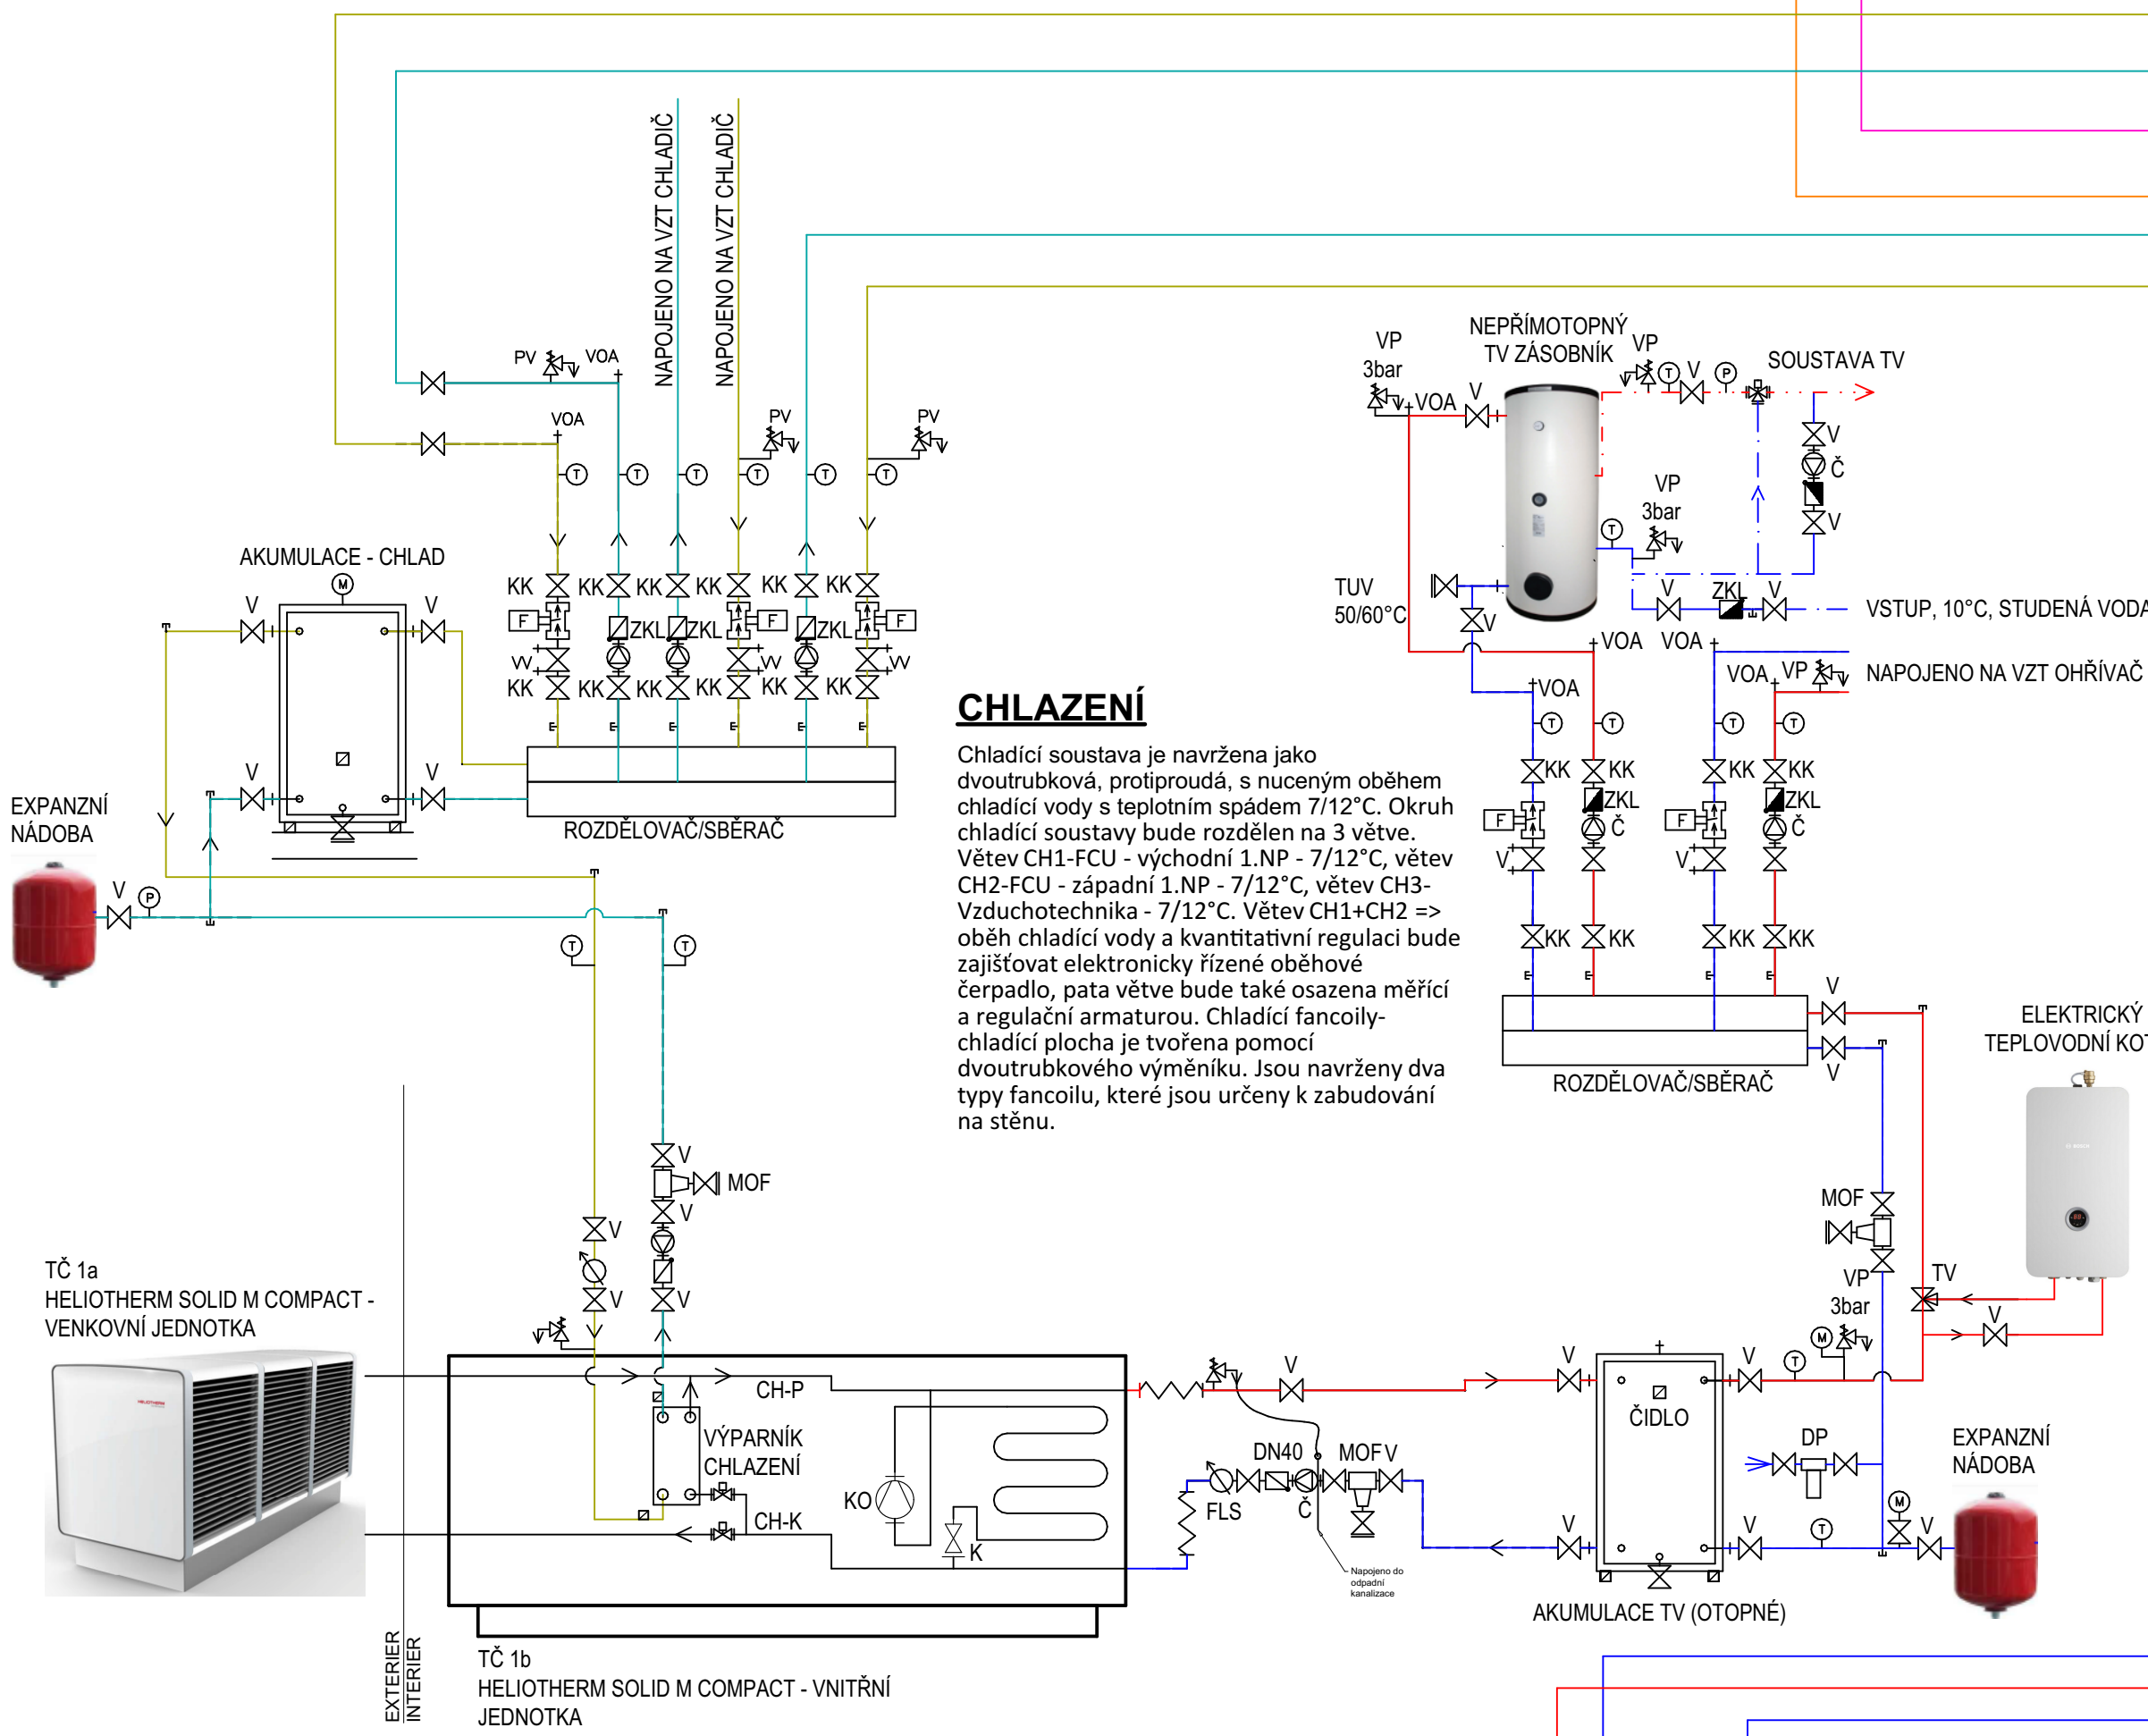 NAPOJENO NA VZT CHLADIČ
NAPOJENO NA VZT CHLADIČ
PV
VOA
VOA
PV
PV
T
T
T
T
T
T
AKUMULACE - CHLAD
M
V
V
V
V
KK
KK
KK
KK
KK
KK
F
ZKL
ZKL
F
ZKL
F
VV
VV
VV
KK
KK
KK
KK
KK
KK
ROZDĚLOVAČ/SBĚRAČ
EXPANZNÍ
NÁDOBA
V
P
T
T
CHLAZENÍ
Chladící soustava je navržena jako
dvoutrubková, protiproudá, s nuceným oběhem
chladící vody s teplotním spádem 7/12°C. Okruh
chladící soustavy bude rozdělen na 3 větve.
Větev CH1-FCU - východní 1.NP - 7/12°C, větev
CH2-FCU - západní 1.NP - 7/12°C, větev CH3-
Vzduchotechnika - 7/12°C. Větev CH1+CH2 =>
oběh chladící vody a kvantitativní regulaci bude
zajišťovat elektronicky řízené oběhové
čerpadlo, pata větve bude také osazena měřící
a regulační armaturou. Chladící fancoily-
chladící plocha je tvořena pomocí
dvoutrubkového výměníku. Jsou navrženy dva
typy fancoilu, které jsou určeny k zabudování
na stěnu.
NEPŘÍMOTOPNÝ
TV ZÁSOBNÍK
VP
3bar
VOA
V
VP
T
V
P
SOUSTAVA TV
V
Č
V
VP
3bar
T
TUV
50/60°C
V
V
ZKL
V
VSTUP, 10°C, STUDENÁ VODA
VOA
VOA
VOA
VOA
VP
NAPOJENO NA VZT OHŘÍVAČ
T
T
T
T
KK
KK
KK
KK
F
ZKL
Č
F
ZKL
Č
V
V
KK
KK
KK
KK
V
V
ROZDĚLOVAČ/SBĚRAČ
ELEKTRICKÝ
TEPLOVODNÍ KOT
BOSCH
MOF
VP
3bar
TV
V
M
T
V
MOF
V
V
V
TČ 1a
HELIOTHERM SOLID M COMPACT -
VENKOVNÍ JEDNOTKA
HELIOTHERM
EXTERIER
INTERIER
CH-P
VÝPARNÍK
CHLAZENÍ
CH-K
KO
K
TČ 1b
HELIOTHERM SOLID M COMPACT - VNITŘNÍ
JEDNOTKA
V
DN40
MOF
V
FLS
Č
Napojeno do
odpadní
kanalizace
V
V
ČIDLO
V
V
T
AKUMULACE TV (OTOPNÉ)
DP
M
V
EXPANZNÍ
NÁDOBA